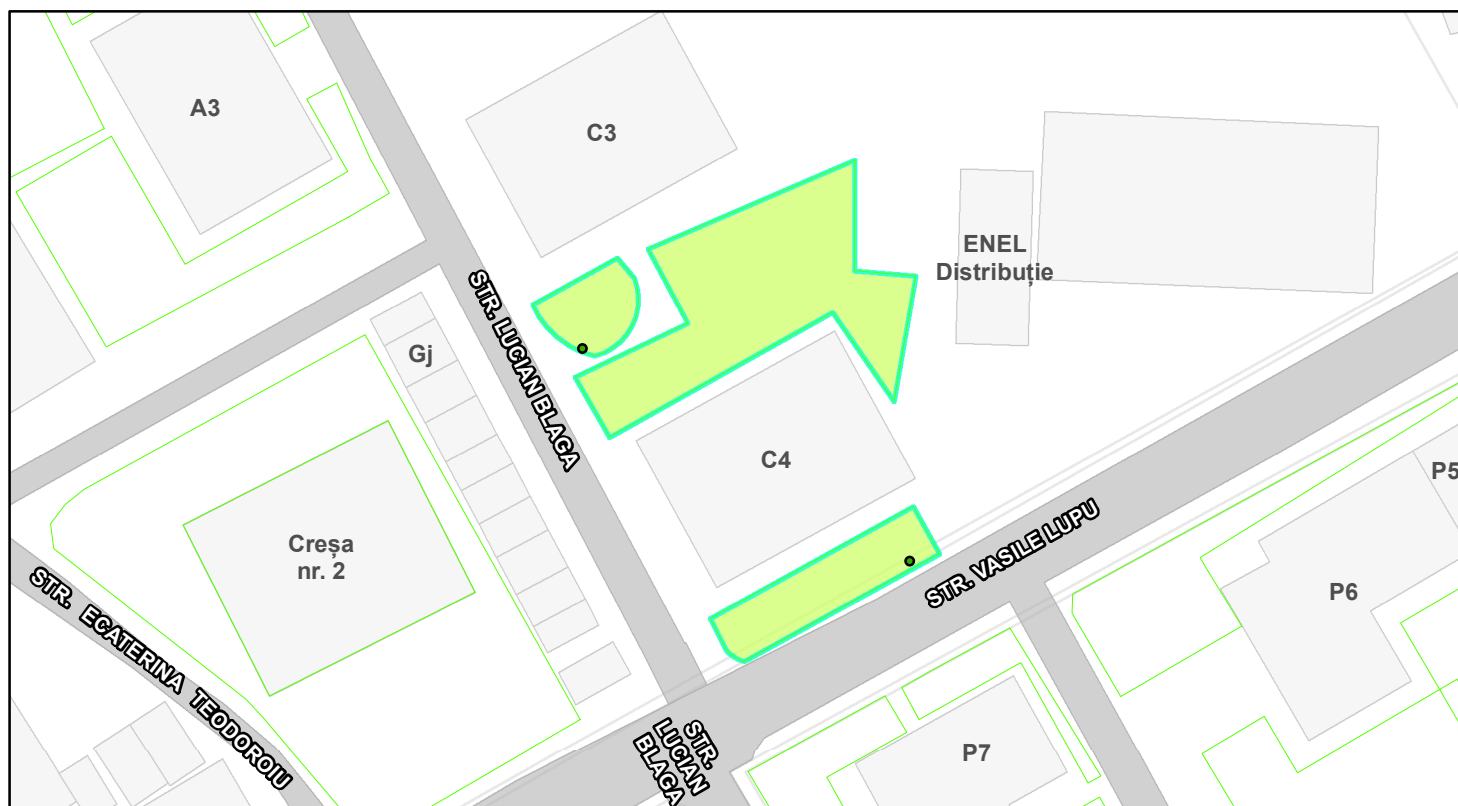 A3
C3
ENEL
Distribuție
STR. LUCIAN BLAGA
Gj
C4
P5
Creșa
nr. 2
STR. VASILE LUPU
P6
STR. ECATERINA TEODOROIU
STR.
LUCIAN
BLAGA
P7